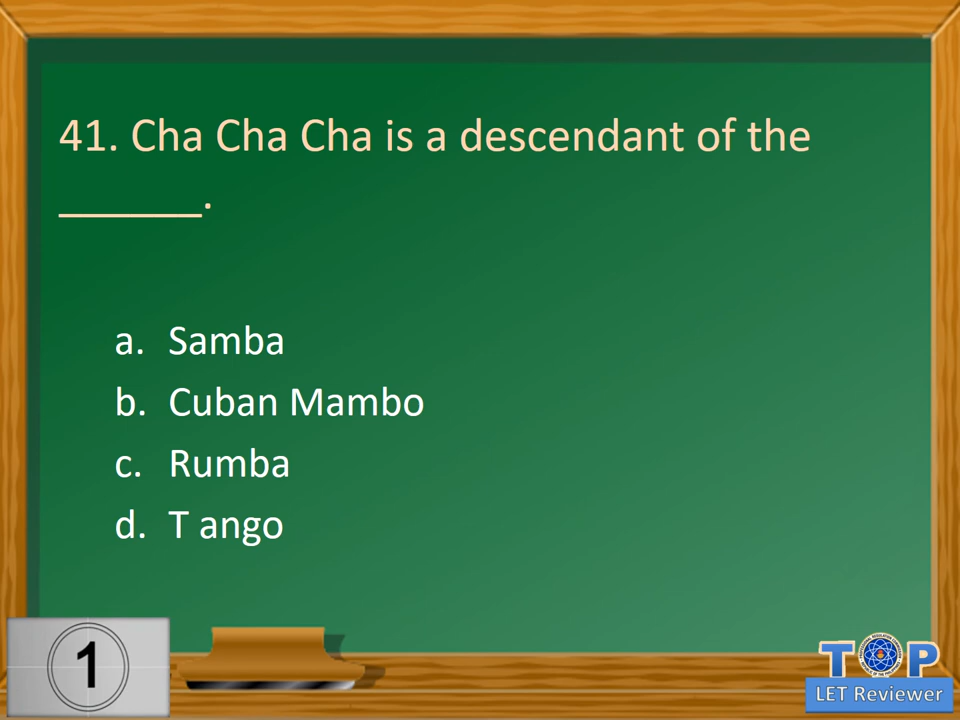 41. Cha Cha Cha is a descendant of the
______.
a. Samba
b. Cuban Mambo
c. Rumba
d. T ango
1
TOP
LET Reviewer